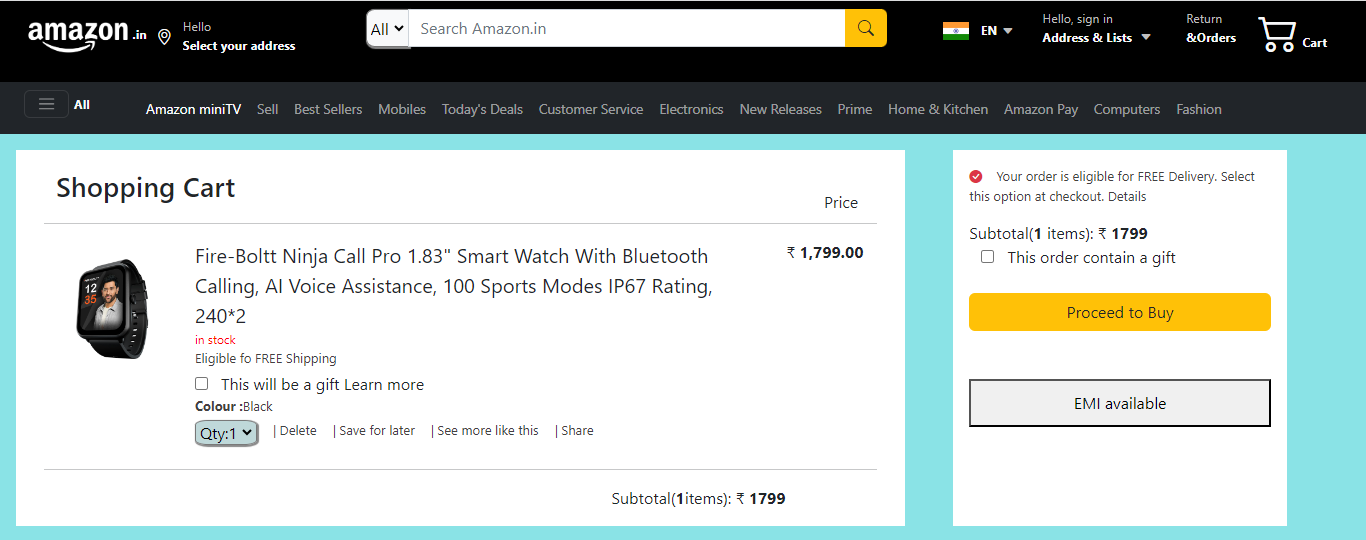 amazon.in
Hello
Select your address
All
Search Amazon.in
EN
Hello, sign in
Address & Lists
Return
&Orders
Cart
All
Amazon miniTV Sell Best Sellers Mobiles Today's Deals Customer Service Electronics New Releases Prime Home & Kitchen Amazon Pay Computers Fashion
Shopping Cart
Price
Fire-Boltt Ninja Call Pro 1.83" Smart Watch With Bluetooth
Calling, AI Voice Assistance, 100 Sports Modes IP67 Rating,
240*2
₹ 1,799.00
12
35
in stock
Eligible fo FREE Shipping
This will be a gift Learn more
Colour :Black
Qty:1 | Delete | Save for later | See more like this | Share
Subtotal(1items): ₹ 1799
Your order is eligible for FREE Delivery. Select
this option at checkout. Details
Subtotal(1 items): ₹ 1799
This order contain a gift
Proceed to Buy
EMI available